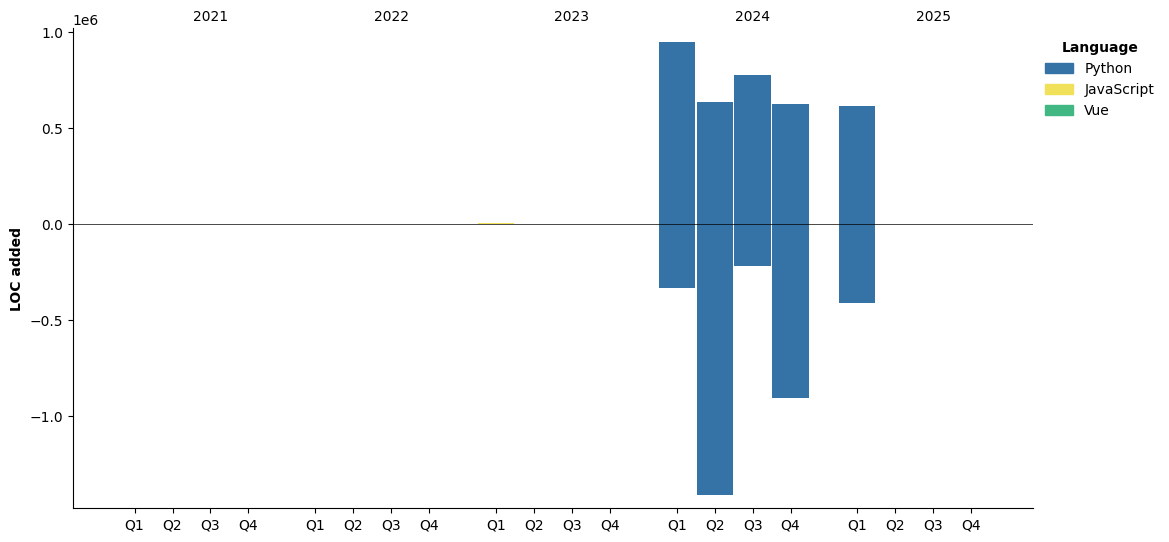 1e6
2021 2022 2023 2024 2025
1.0
0.5
0.0
−0.5
−1.0
LOC added
Q1 Q2 Q3 Q4 Q1 Q2 Q3 Q4 Q1 Q2 Q3 Q4 Q1 Q2 Q3 Q4 Q1 Q2 Q3 Q4
Language
Python
JavaScript
Vue